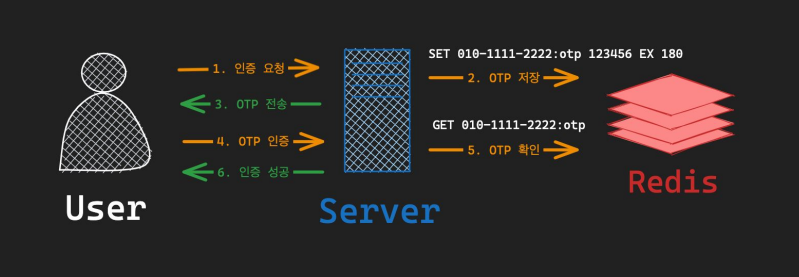 SET 010-1111-2222:otp 123456 EX 180
1. 인증 요청
2. OTP 저장
3. OTP 전송
GET 010-1111-2222:otp
4. OTP 인증
5. OTP 확인
6. 인증 성공
User
Server
Redis